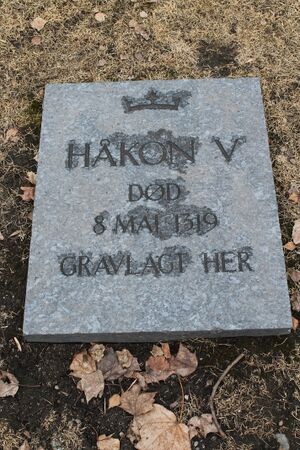 HÅKON V
DØD
8 MAI 1319
GRAVLAGT HER